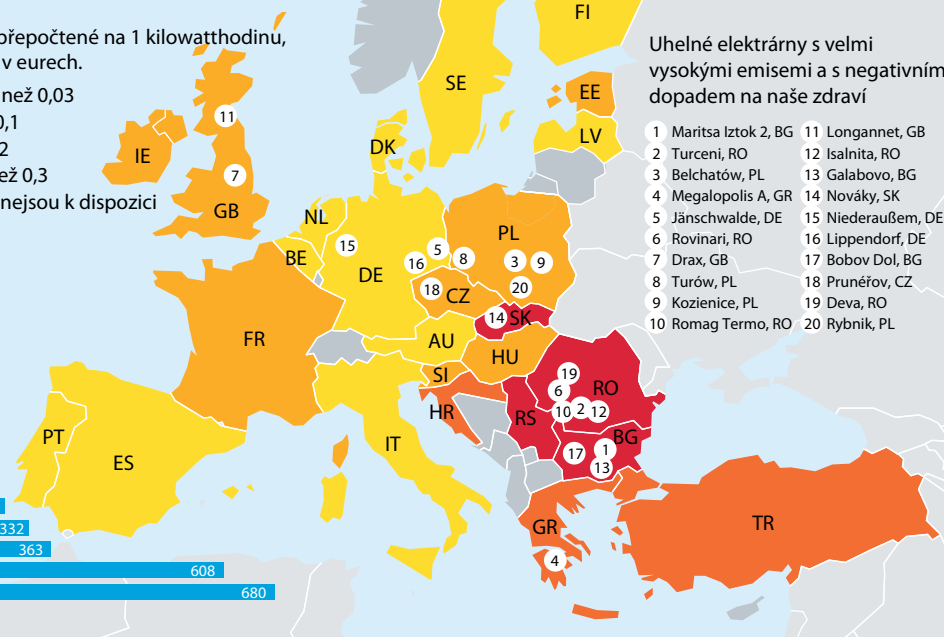 přepočtené na 1 kilowatthodinu,
v eurech.
než 0,03
0,1
2
ež 0,3
nejsou k dispozici
Uhelné elektrárny s velmi
vysokými emisemi a s negativním
dopadem na naše zdraví
1 Maritsa Iztok 2, BG
2 Turceni, RO
3 Belchatów, PL
4 Megalopolis A, GR
5 Jänschwalde, DE
6 Rovinari, RO
7 Drax, GB
8 Turów, PL
9 Kozienice, PL
10 Romag Termo, RO
11 Longannet, GB
12 Isalnita, RO
13 Galabovo, BG
14 Nováky, SK
15 Niederaußem, DE
16 Lippendorf, DE
17 Bobov Dol, BG
18 Prunéřov, CZ
19 Deva, RO
20 Rybnik, PL
FI
SE
EE
11
LV
DK
IE
7
GB
NL
PL
15
5
BE
16
8
3
9
DE
18
CZ
20
14
SK
FR
AU
HU
SI
19
RO
6
HR
RS
10
2
12
PT
IT
BG
ES
17
1
13
TR
GR
4
332
363
608
680